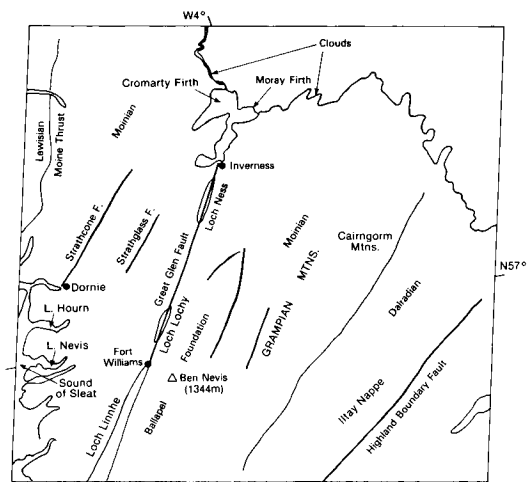 W4°
Clouds
Cromarty Firth
Moray Firth
Lewisian
Moine Thrust
Moinian
Inverness
Loch Ness
Strathcone F.
Strathglass F.
Great Glen Fault
Moinian
Cairngorm
Mtns.
N57°
Dornie
L. Hourn
L. Nevis
Sound
of Sleat
Fort
Williams
Loch Lochy
Foundation
GRAMPIAN MTNS.
Dalradian
Ben Nevis
(1344m)
Loch Linnhe
Ballapel
Iltay Nappe
Highland Boundary Fault